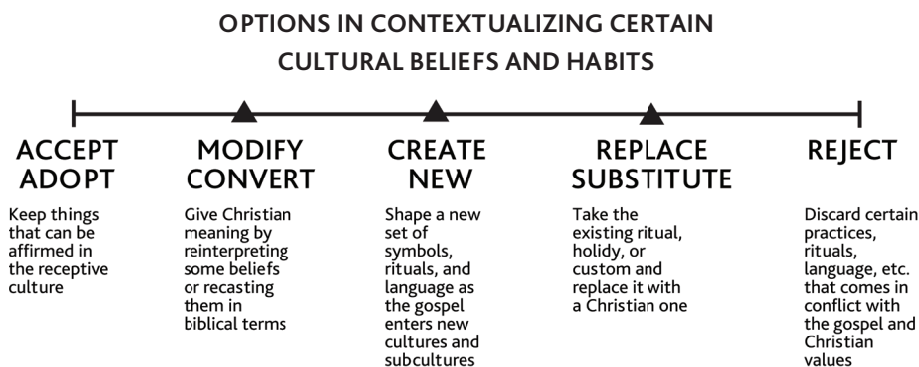 OPTIONS IN CONTEXTUALIZING CERTAIN
CULTURAL BELIEFS AND HABITS
ACCEPT
ADOPT
Keep things
that can be
affirmed in
the receptive
culture
MODIFY
CONVERT
Give Christian
meaning by
reinterpreting
some beliefs
or recasting
them in
biblical terms
CREATE
NEW
Shape a new
set of
symbols,
rituals, and
language as
the gospel
enters new
cultures and
subcultures
REPLACE
SUBSTITUTE
Take the
existing ritual,
holidy, or
custom and
replace it with
a Christian one
REJECT
Discard certain
practices,
rituals,
language, etc.
that comes in
conflict with
the gospel and
Christian
values